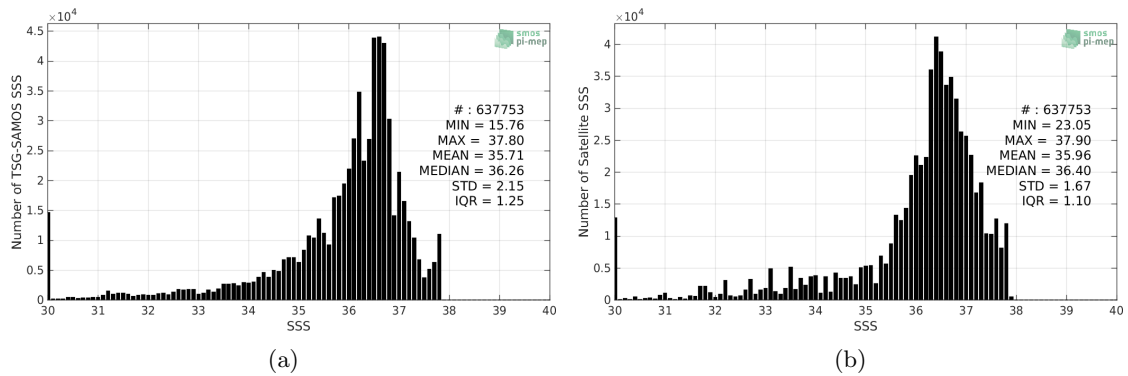 ×10⁴
4.5
4
3.5
3
2.5
2
1.5
1
0.5
0
Number of TSG-SAMOS SSS
smos
pi-mep
# : 637753
MIN = 15.76
MAX = 37.80
MEAN = 35.71
MEDIAN = 36.26
STD = 2.15
IQR = 1.25
30 31 32 33 34 35 36 37 38 39 40
SSS
(a)
×10⁴
4
3.5
3
2.5
2
1.5
1
0.5
0
Number of Satellite SSS
smos
pi-mep
# : 637753
MIN = 23.05
MAX = 37.90
MEAN = 35.96
MEDIAN = 36.40
STD = 1.67
IQR = 1.10
30 31 32 33 34 35 36 37 38 39 40
SSS
(b)